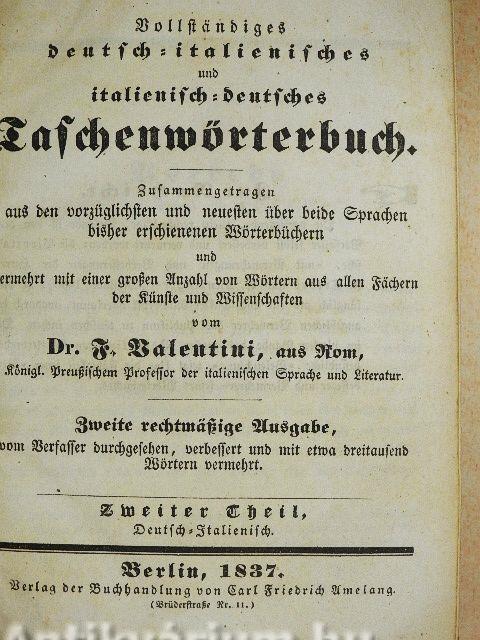 Vollständiges
deutsch-italienisches
und
italienisch-deutsches
Taschenwörterbuch.
Zusammengetragen
aus den vorzüglichsten und neuesten über beide Sprachen
bisher erschienenen Wörterbüchern
und
ermehrt mit einer großen Anzahl von Wörtern aus allen Fächern
der Künste und Wissenschaften
vom
Dr. F. Valentini, aus Rom,
Königl. Preußischem Professor der italienischen Sprache und Literatur.
Zweite rechtmäßige Ausgabe,
vom Verfasser durchgesehen, verbessert und mit etwa dreitausend
Wörtern vermehrt.
Zweiter Theil,
Deutsch-Italienisch.
Berlin, 1837.
Verlag der Buchhandlung von Carl Friedrich Amelang.
(Brüderstraße Nr. 11.)
Antikvarium.hu